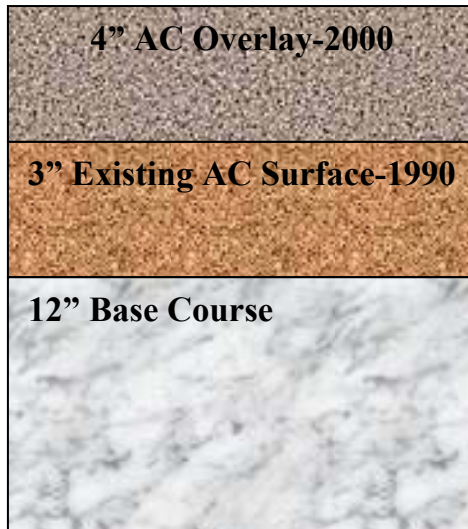 4” AC Overlay-2000
3” Existing AC Surface-1990
12” Base Course